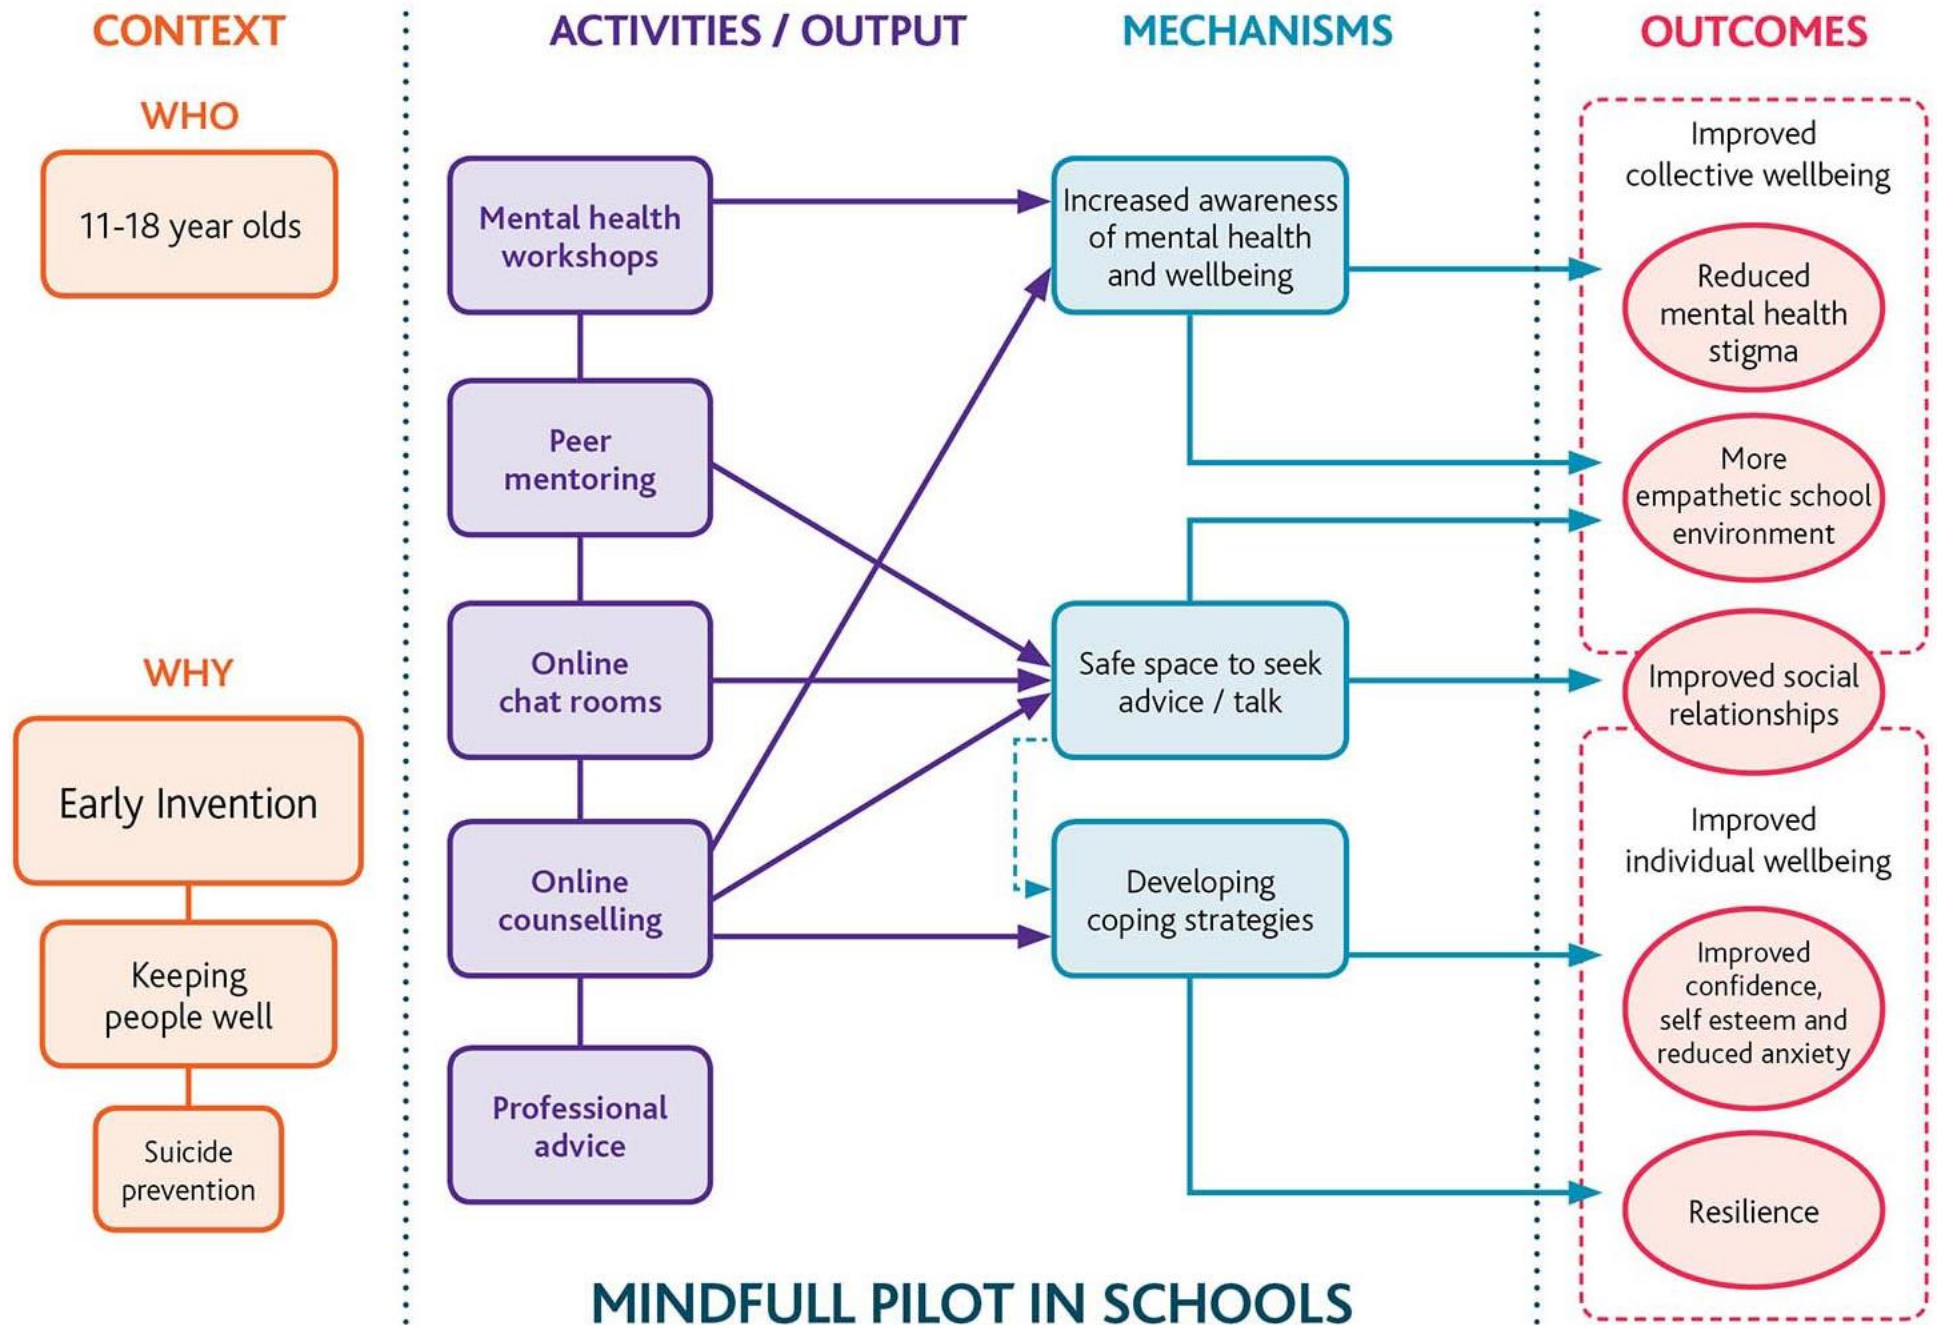 CONTEXT
WHO
11-18 year olds
WHY
Early Invention
Keeping
people well
Suicide
prevention
ACTIVITIES / OUTPUT
Mental health
workshops
Peer
mentoring
Online
chat rooms
Online
counselling
Professional
advice
MECHANISMS
Increased awareness
of mental health
and wellbeing
Safe space to seek
advice / talk
Developing
coping strategies
OUTCOMES
Improved
collective wellbeing
Reduced
mental health
stigma
More
empathetic school
environment
Improved social
relationships
Improved
individual wellbeing
Improved
confidence,
self esteem and
reduced anxiety
Resilience
MINDFULL PILOT IN SCHOOLS